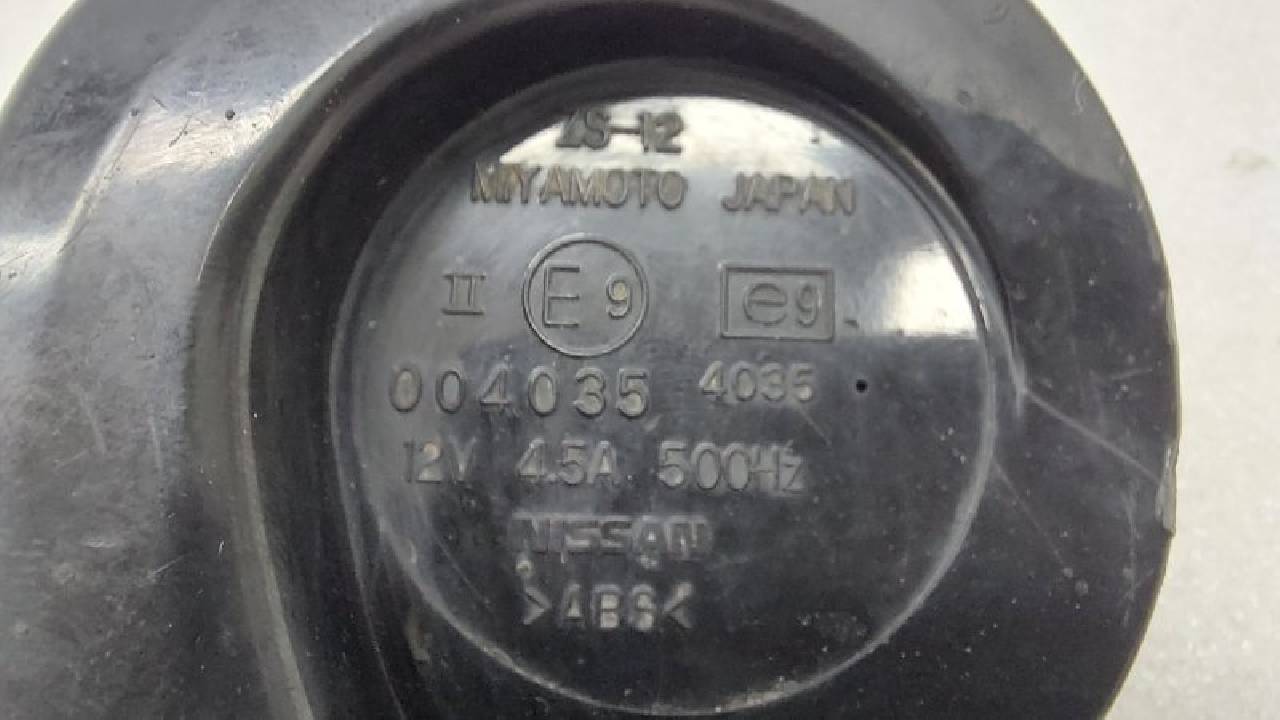 ZS-12
MIYAMOTO JAPAN
II E9 e9
004035 4035
12V 4.5A 500Hz
NISSAN
>ABS<